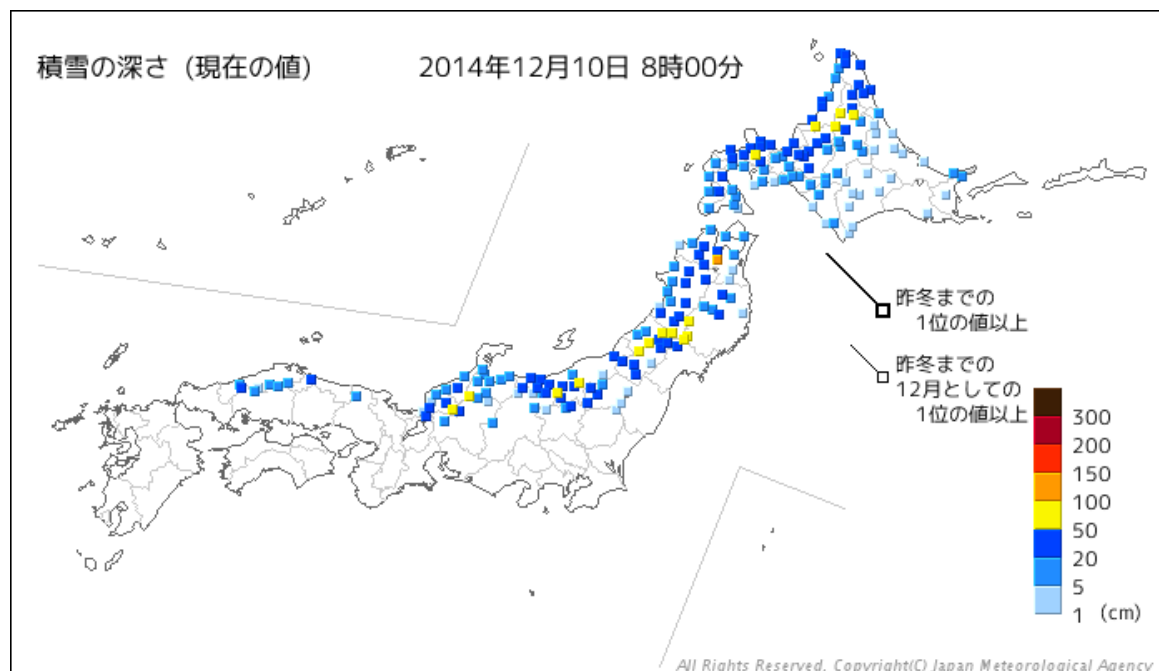 積雪の深さ (現在の値)
2014年12月10日 8時00分
昨冬までの
1位の値以上
昨冬までの
12月としての
1位の値以上
300
200
150
100
50
20
5
1 (cm)
All Rights Reserved, Copyright(C) Japan Meteorological Agency